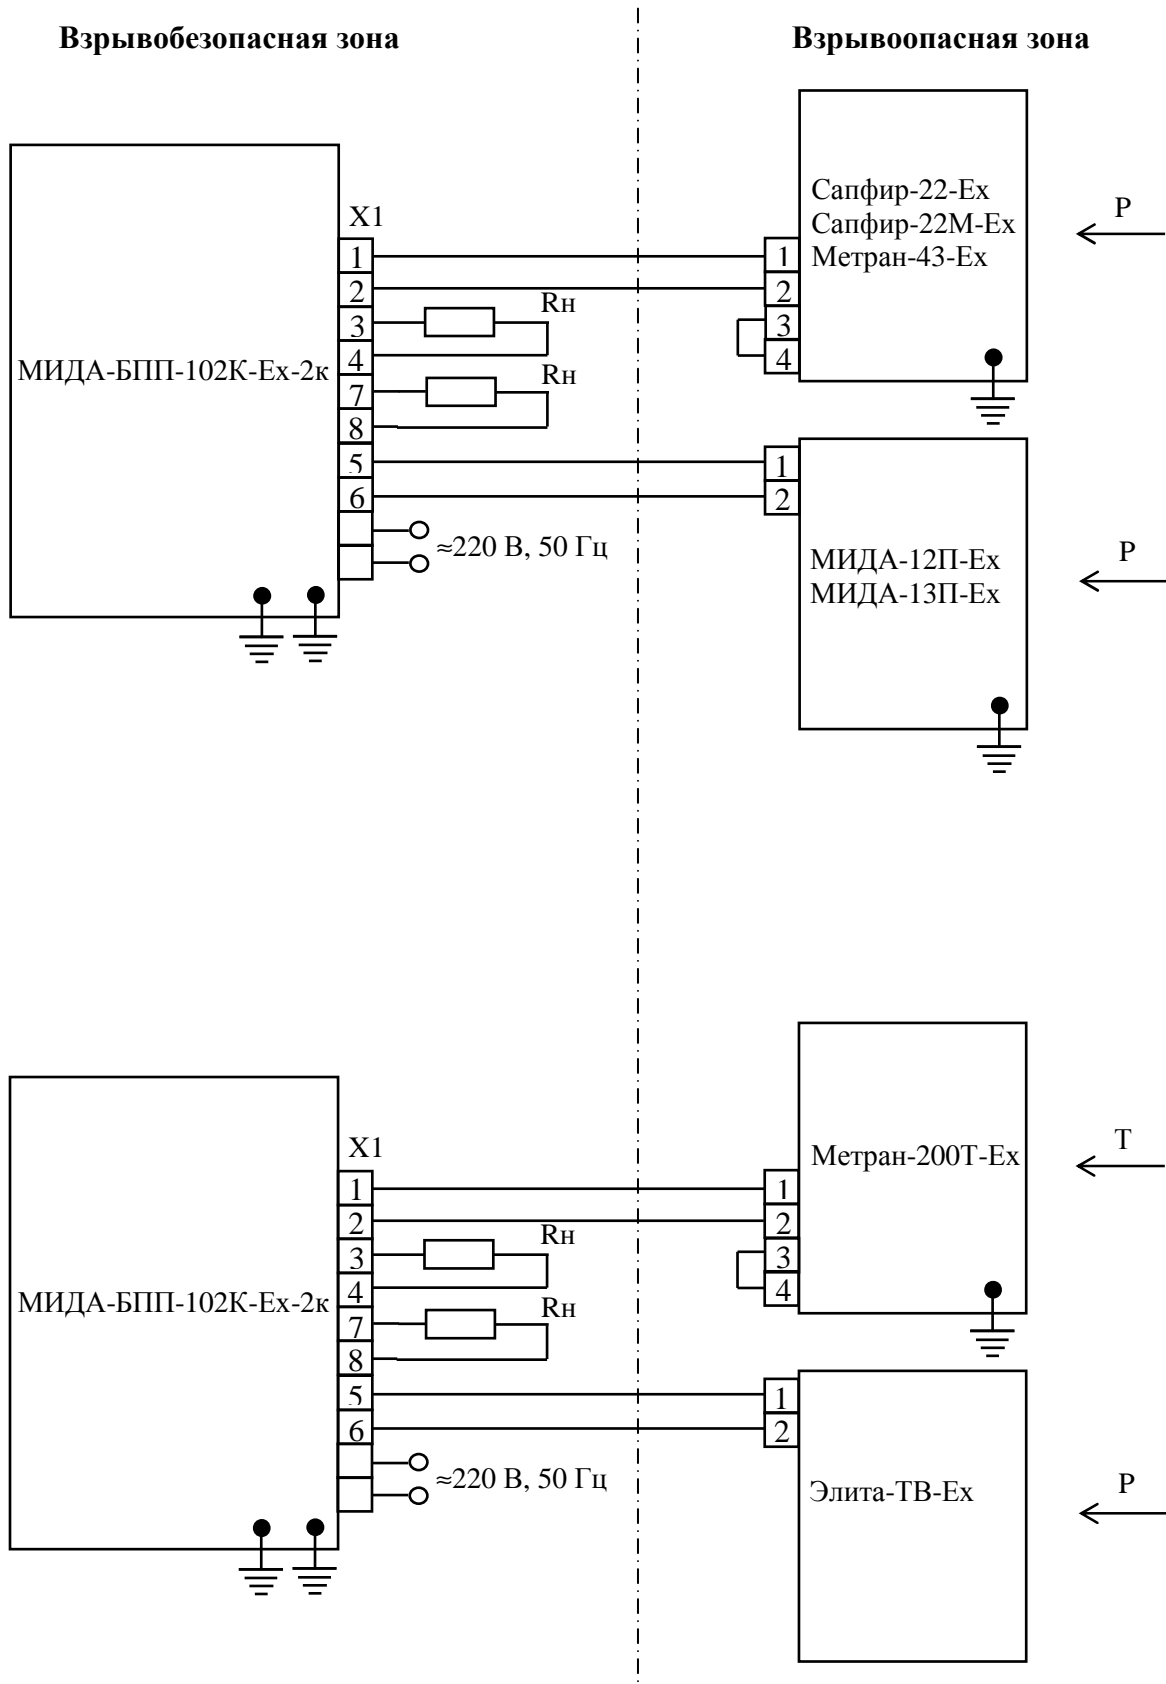 Взрывобезопасная зона
Взрывоопасная зона
Сапфир-22-Ех
Сапфир-22М-Ех
Метран-43-Ех
Р
Х1
1
2
3
4
7
8
5
6
МИДА-БПП-102К-Ех-2к
Rн
Rн
≈220 В, 50 Гц
1
2
3
4
1
2
МИДА-12П-Ех
МИДА-13П-Ех
Р
Метран-200Т-Ех
Т
Х1
1
2
3
4
7
8
5
6
МИДА-БПП-102К-Ех-2к
Rн
Rн
≈220 В, 50 Гц
1
2
3
4
1
2
Элита-ТВ-Ех
Р